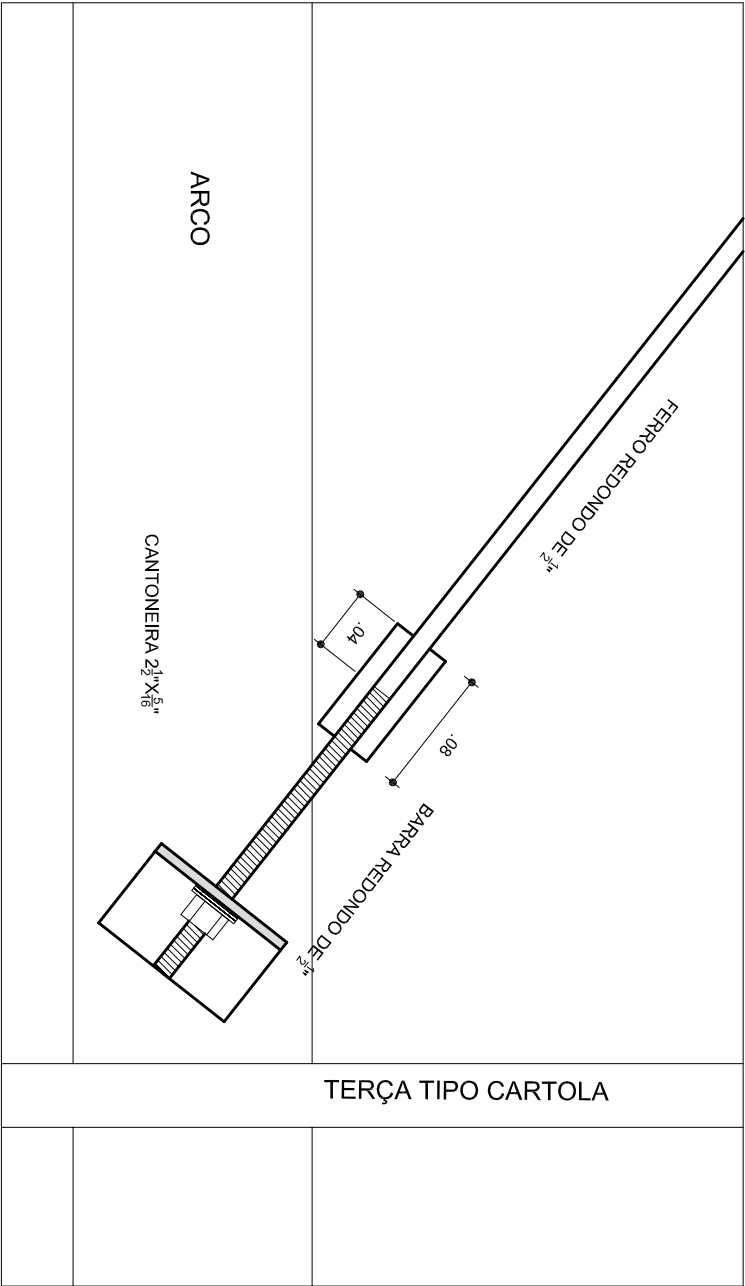 ARCO
FERRO REDONDO DE 1/2"
CANTONEIRA 2 1/2"X5/16"
.04
.08
BARRA REDONDO DE 1/2"
TERÇA TIPO CARTOLA